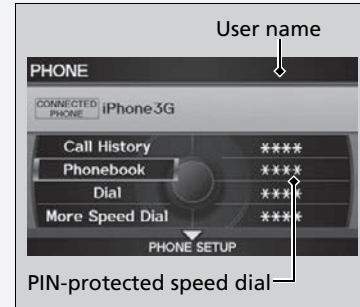 User name
PHONE
CONNECTED PHONE iPhone3G
Call History ****
Phonebook ****
Dial ****
More Speed Dial ****
PHONE SETUP
PIN-protected speed dial